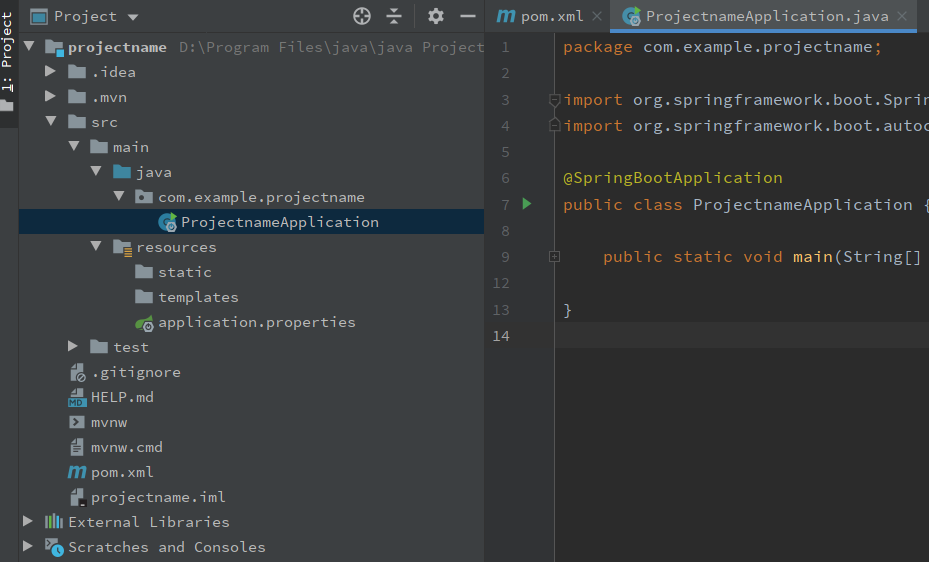 1: Project
Project
projectname D:\Program Files\java\java Project
.idea
.mvn
src
main
java
com.example.projectname
ProjectnameApplication
resources
static
templates
application.properties
test
.gitignore
HELP.md
mvnw
mvnw.cmd
pom.xml
projectname.iml
External Libraries
Scratches and Consoles
pom.xml
ProjectnameApplication.java
1 package com.example.projectname;
2
3 import org.springframework.boot.Spri
4 import org.springframework.boot.auto
5
6 @SpringBootApplication
7 public class ProjectnameApplication {
8
9 public static void main(String[]
12
13 }
14